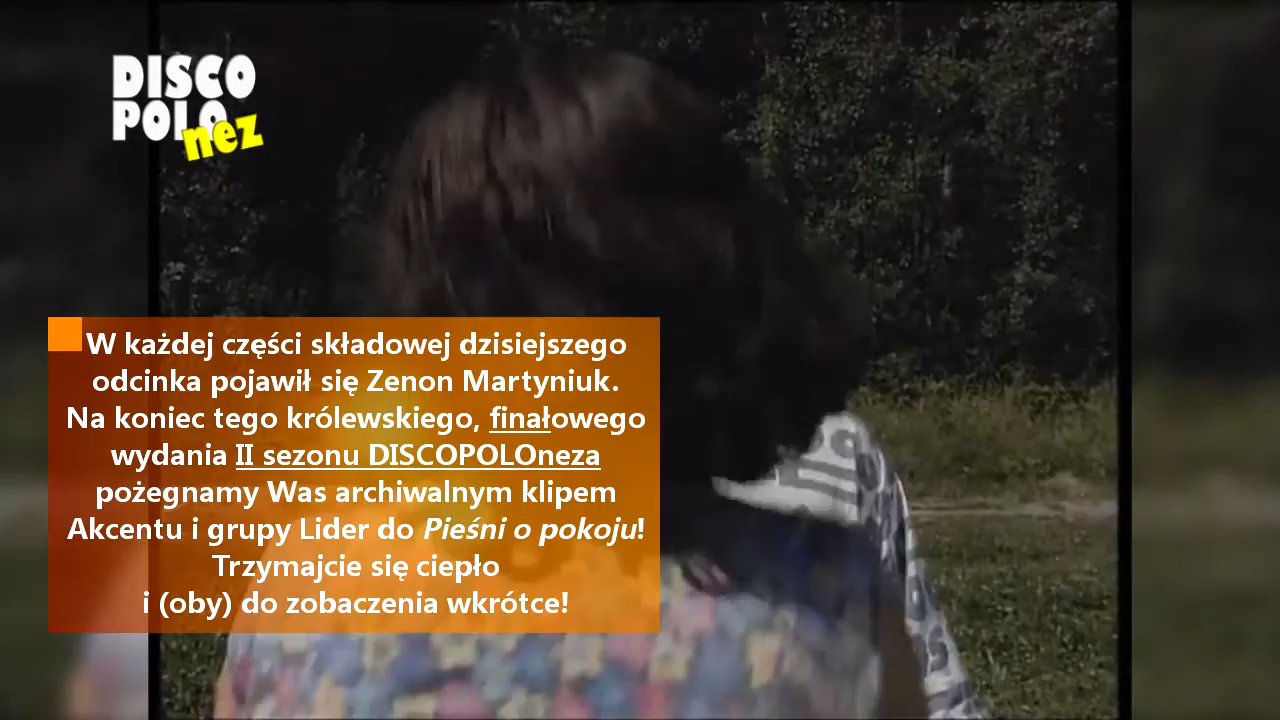 DISCO
POLO
nez
W każdej części składowej dzisiejszego
odcinka pojawił się Zenon Martyniuk.
Na koniec tego królewskiego, finałowego
wydania II sezonu DISCOPOLOneza
pożegnamy Was archiwalnym klipem
Akcentu i grupy Lider do Pieśni o pokoju!
Trzymajcie się ciepło
i (oby) do zobaczenia wkrótce!